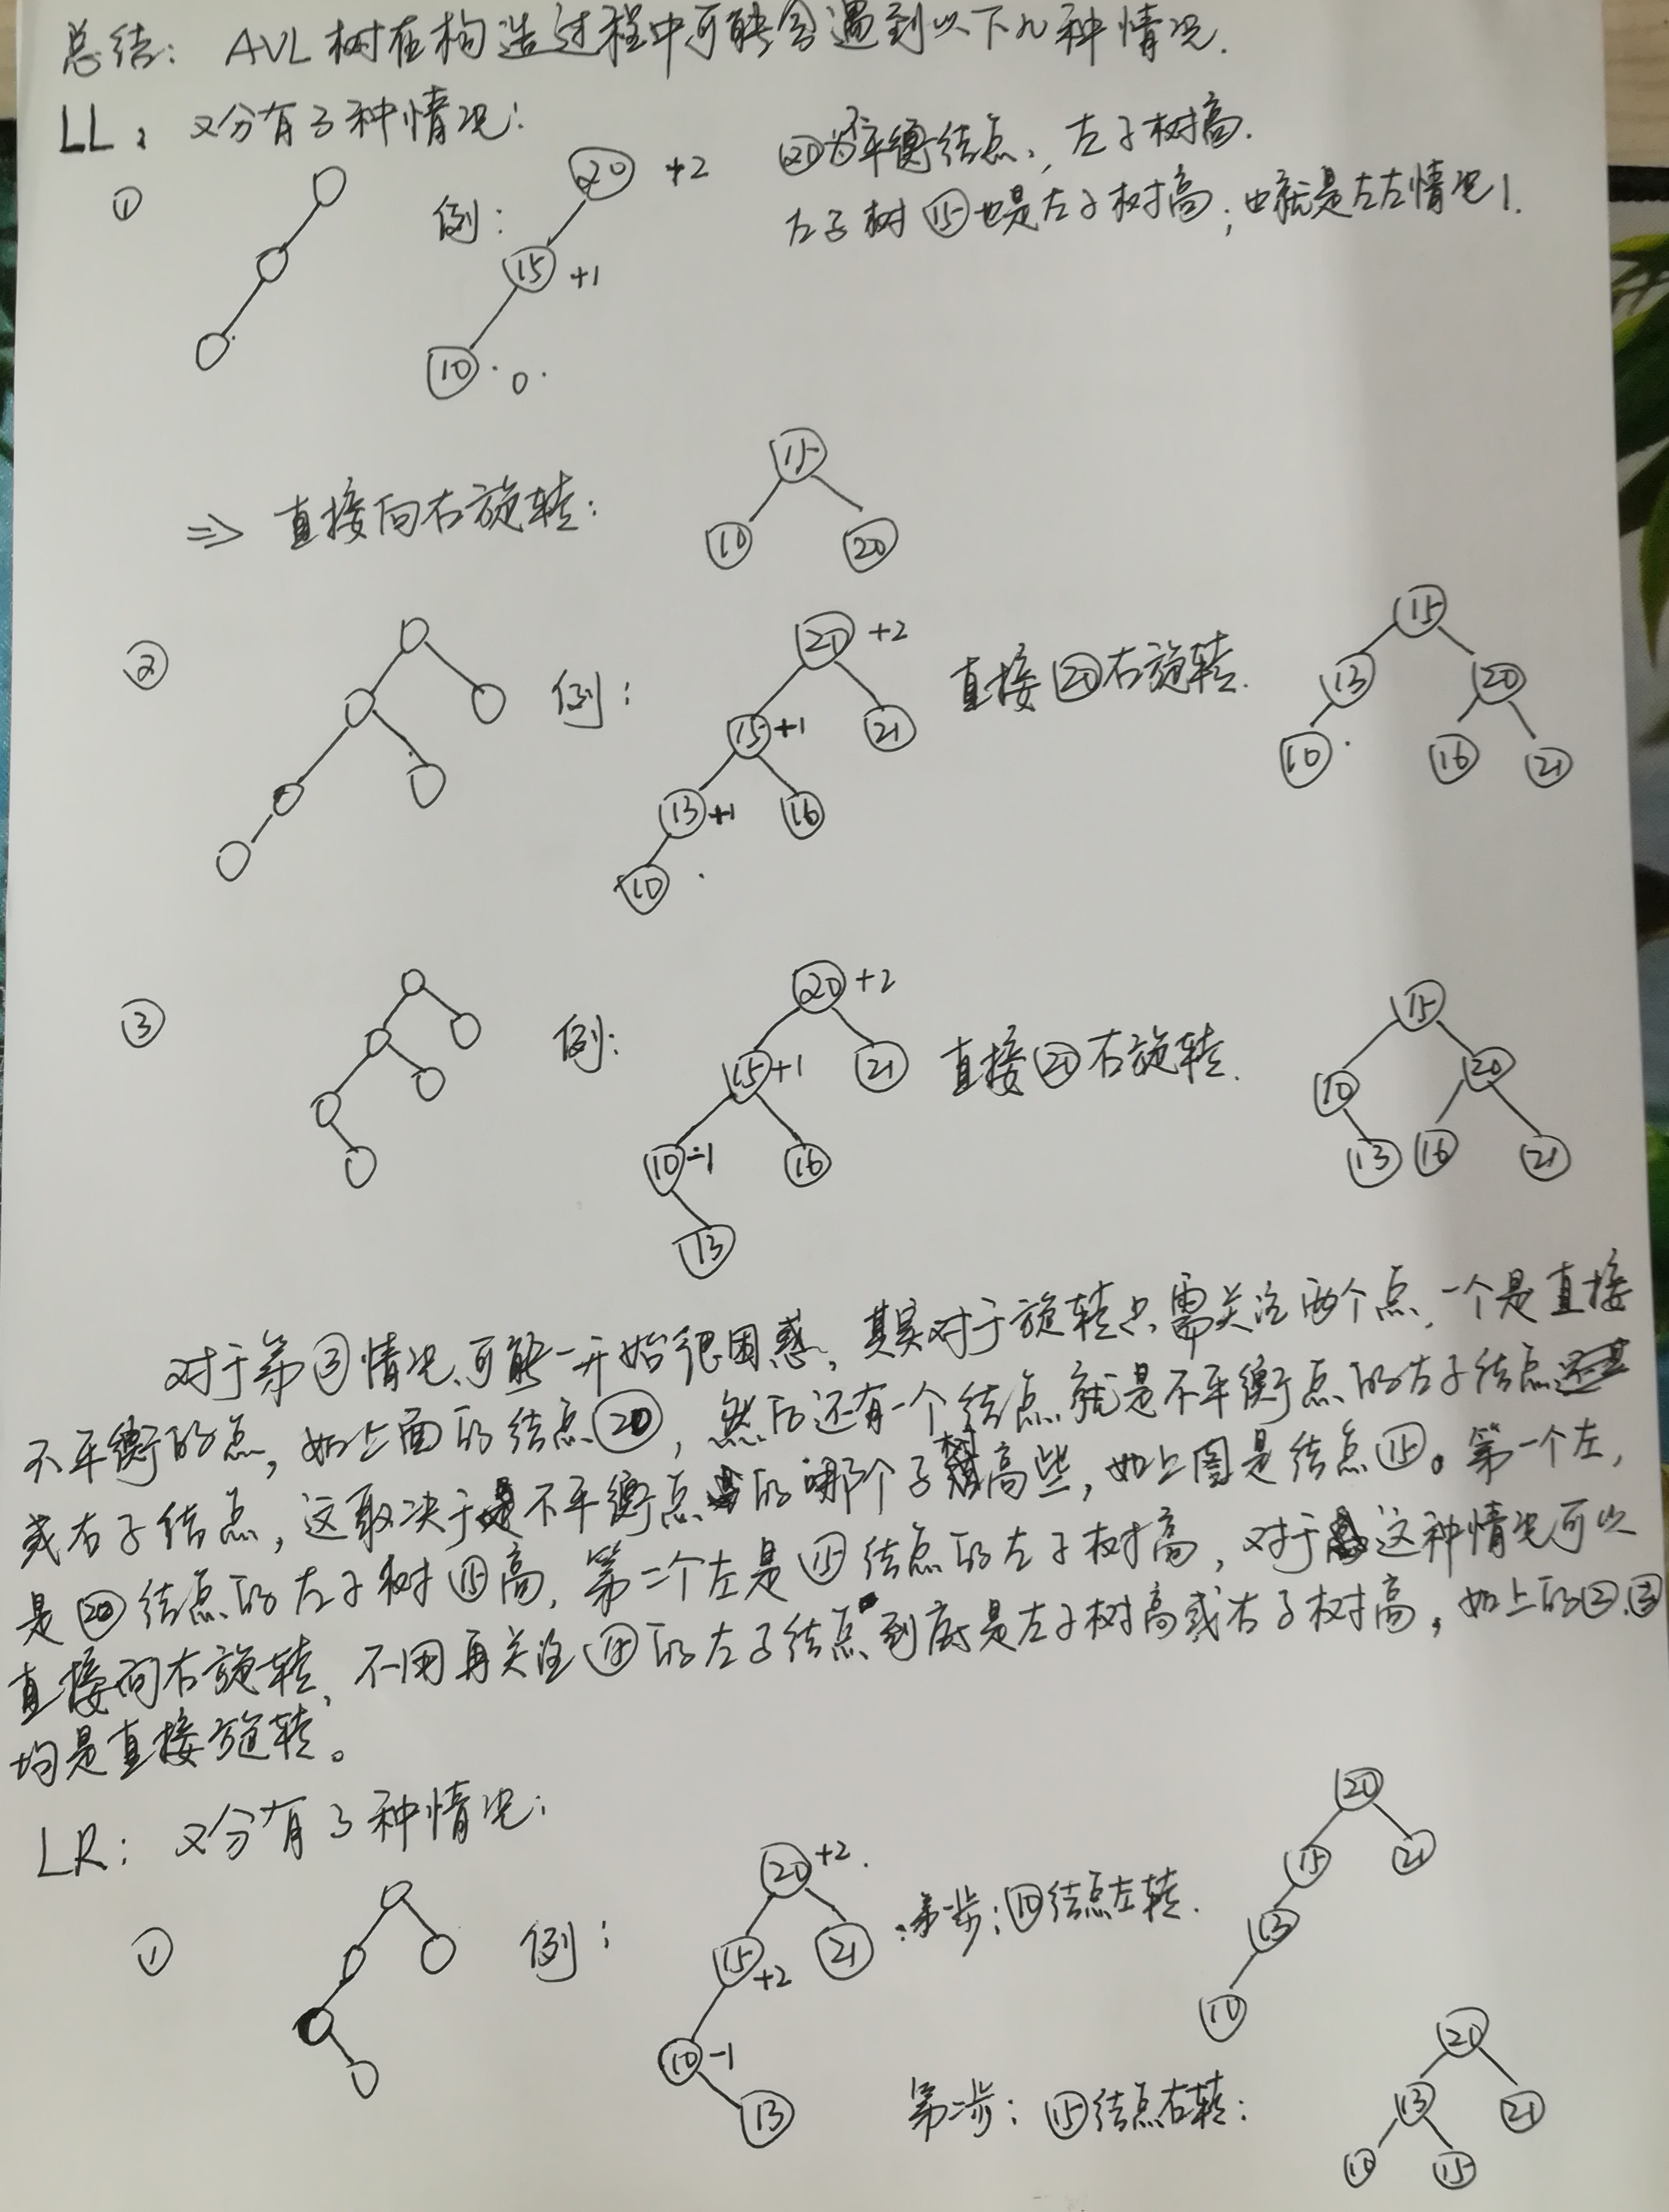 总结: AVL树在构造过程中可能会遇到以下几种情况.
LL: 又分有3种情况:
① 例: 20 +2 15 +1 10 0
⑳为不平衡结点, 左子树高.
左子树⑮也是左子树高, 也就是左左情况!
⇒ 直接向右旋转: 15 10 20
② 例: 20 +2 15 +1 21 13 +1 16 10
直接⑳右旋转. 15 13 20 10 16 21
③ 例: 20 +2 15 +1 21 10 -1 16 13
直接⑳右旋转. 15 10 20 13 16 21
对于第③情况,可能一开始很困惑, 其实对于旋转只需关注两个点, 一个是直接
不平衡的点, 如上面的结点⑳, 然后还有一个结点就是不平衡点的左子结点
或右子结点, 这取决于不平衡点的哪个子树高些, 如上图是结点⑮。第一个左,
是⑳结点的左子树⑮高, 第二个左是⑮结点的左子树高, 对于这种情况可以
直接向右旋转, 不用再关注⑮的左子结点到底是左子树高或右子树高, 如上的②.③
均是直接旋转。
LR: 又分有3种情况:
① 例: 20 +2 15 +2 21 10 -1 13
第一步: ⑩结点左转. 20 15 21 13 10
第二步: ⑮结点右转: 20 13 21 10 15